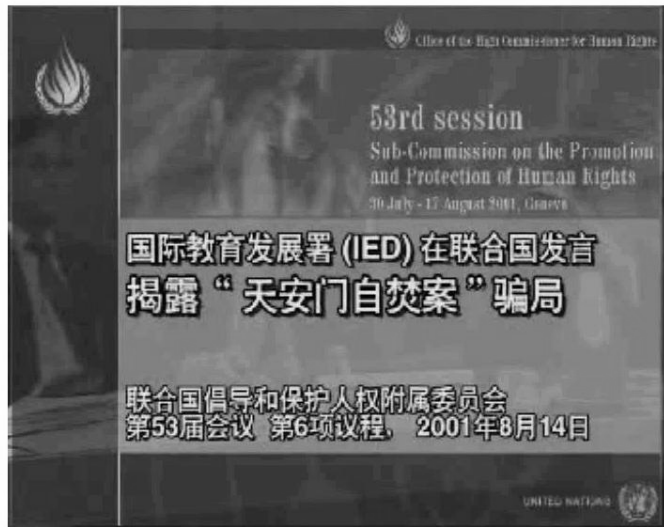 Office of the High Commissioner for Human Rights
53rd session
Sub-Commission on the Promotion
and Protection of Human Rights
30 July - 17 August 2001, Geneva
国际教育发展署 (IED) 在联合国发言
揭露“天安门自焚案”骗局
联合国倡导和保护人权附属委员会
第53届会议 第6项议程， 2001年8月14日
UNITED NATIONS